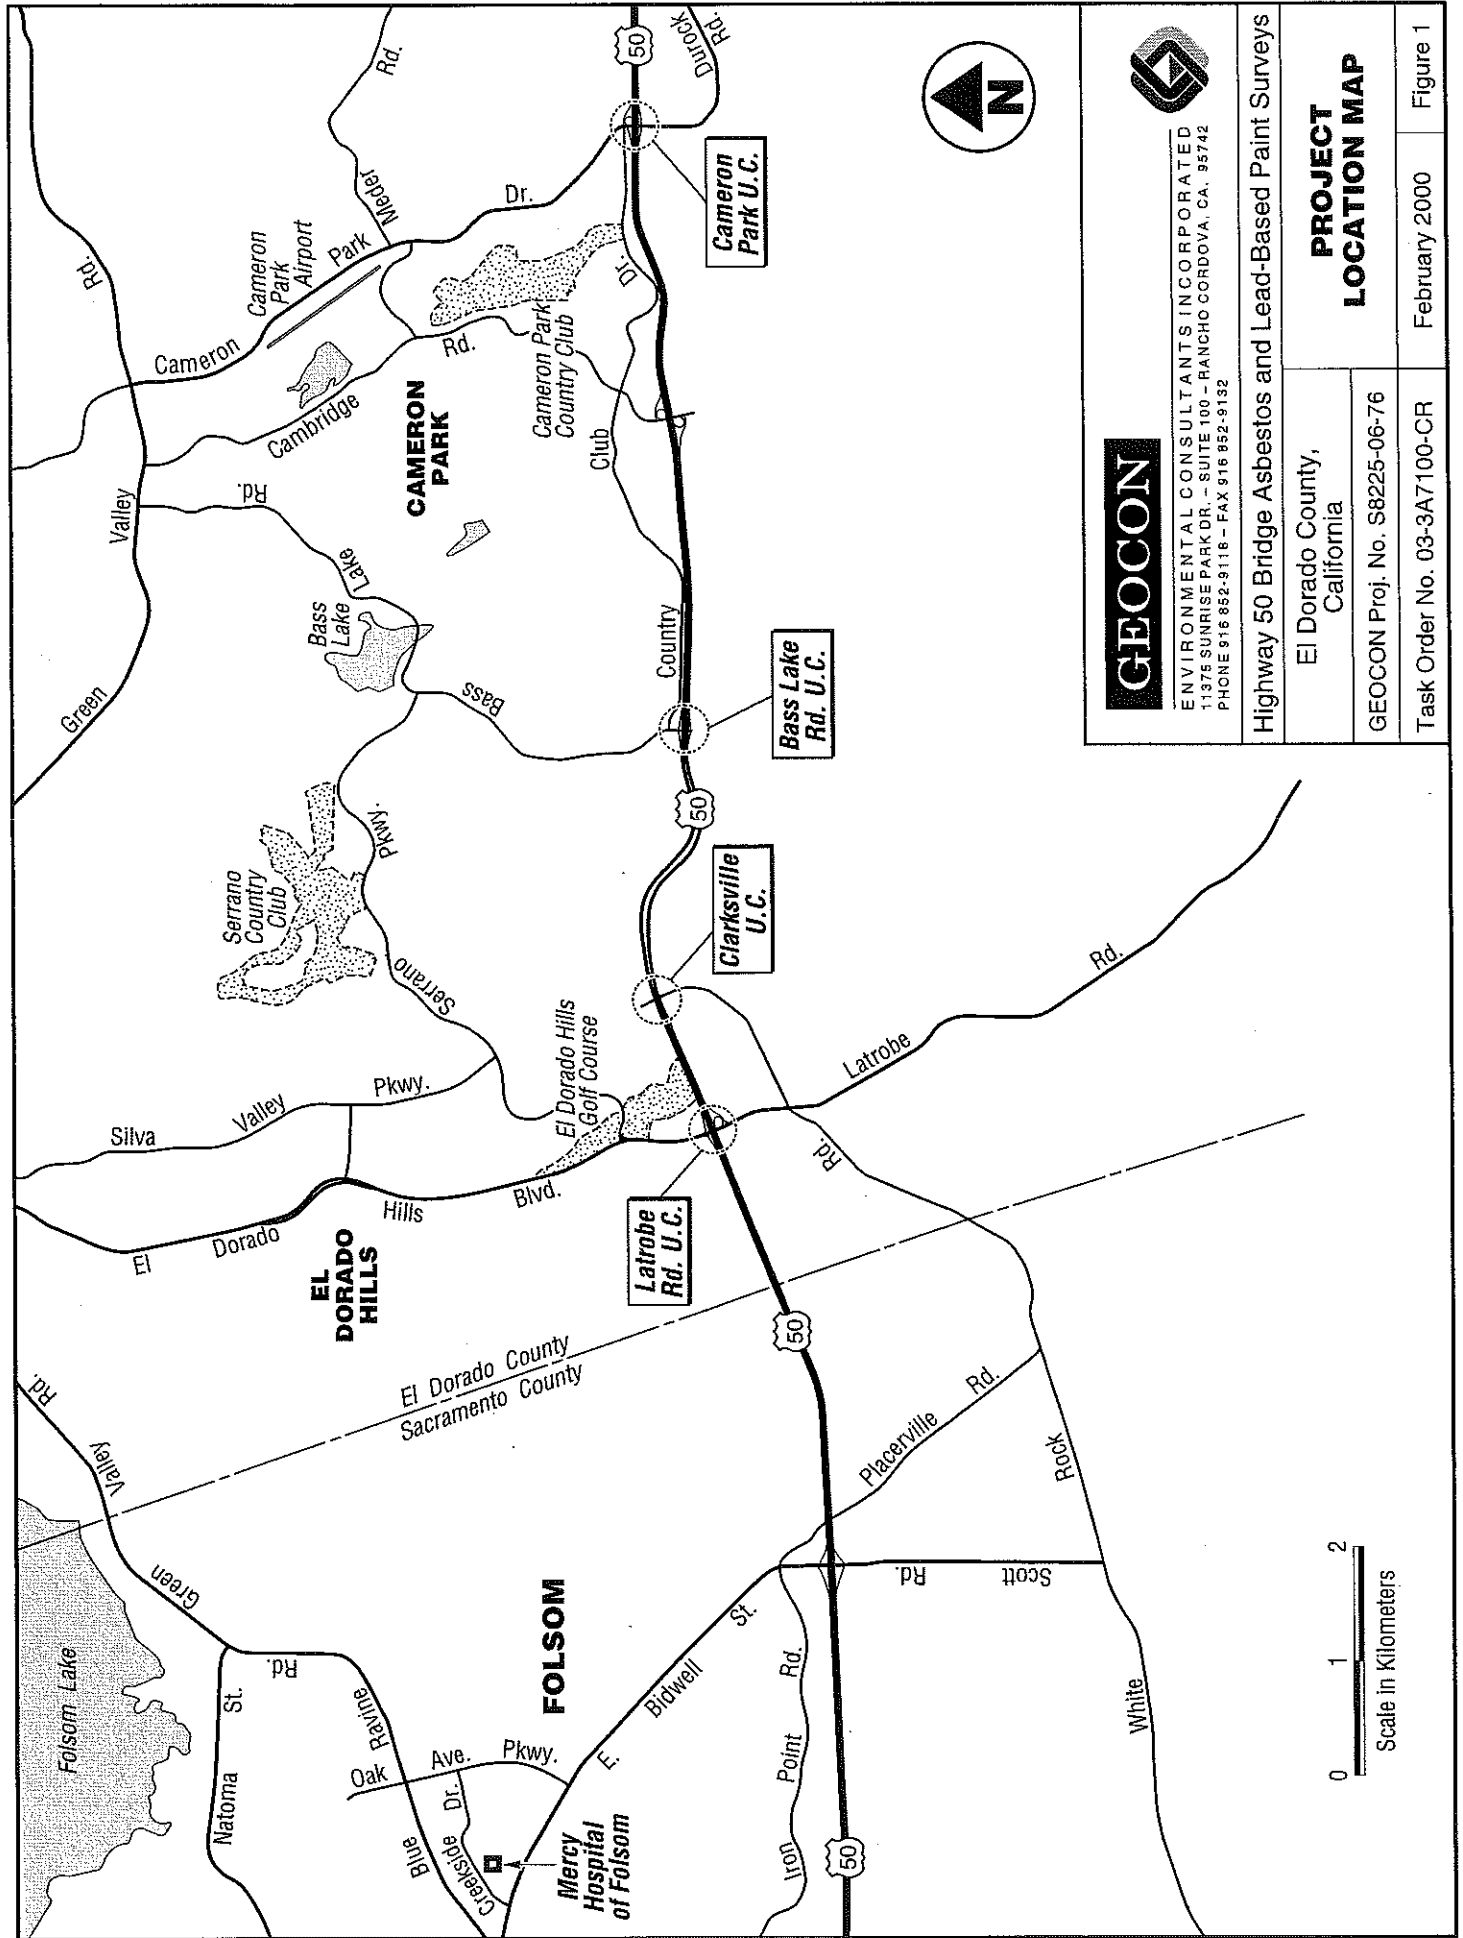 Folsom Lake
Natoma
St.
Green
Valley
Rd.
Rd.
Blue
Ravine
Oak
Ave.
Pkwy.
Creekside
Dr.
Mercy
Hospital
of Folsom
FOLSOM
E.
Bidwell
St.
Iron
Point
Rd.
50
Scott
Rd.
Placerville
Rd.
White
Rock
Rd.
El Dorado County
Sacramento County
50
EL
DORADO
HILLS
El
Dorado
Hills
Blvd.
Silva
Valley
Pkwy.
El Dorado Hills
Golf Course
Latrobe
Rd. U.C.
Latrobe
Rd.
Clarksville
U.C.
Serrano
Pkwy.
Serrano
Country
Club
50
Bass Lake
Rd. U.C.
Bass
Lake
Rd.
Bass
Lake
Green
Valley
Rd.
Country
Club
Dr.
CAMERON
PARK
Cambridge
Rd.
Cameron
Park
Dr.
Cameron
Park
Airport
Meder
Rd.
Cameron Park
Country Club
Cameron
Park U.C.
50
Durock
Rd.
N
0 1 2
Scale in Kilometers
GEOCON
ENVIRONMENTAL CONSULTANTS INCORPORATED
11375 SUNRISE PARK DR. – SUITE 100 – RANCHO CORDOVA, CA. 95742
PHONE 916 852-9118 – FAX 916 852-9132
Highway 50 Bridge Asbestos and Lead-Based Paint Surveys
El Dorado County,
California
PROJECT
LOCATION MAP
GEOCON Proj. No. S8225-06-76
Task Order No. 03-3A7100-CR
February 2000
Figure 1